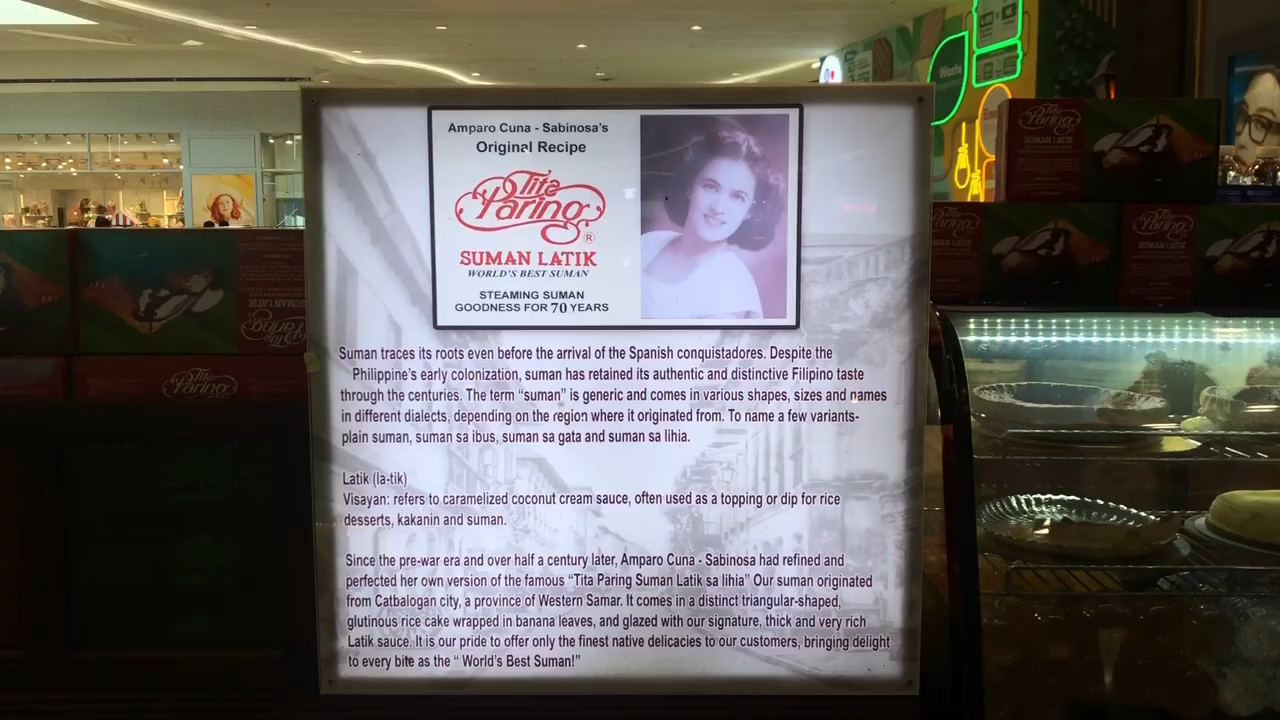 Amparo Cuna - Sabinosa's
Original Recipe
Tita
Paring
®
SUMAN LATIK
WORLD'S BEST SUMAN
STEAMING SUMAN
GOODNESS FOR 70 YEARS
Suman traces its roots even before the arrival of the Spanish conquistadores. Despite the
Philippine's early colonization, suman has retained its authentic and distinctive Filipino taste
through the centuries. The term “suman” is generic and comes in various shapes, sizes and names
in different dialects, depending on the region where it originated from. To name a few variants-
plain suman, suman sa ibus, suman sa gata and suman sa lihia.
Latik (la-tik)
Visayan: refers to caramelized coconut cream sauce, often used as a topping or dip for rice
desserts, kakanin and suman.
Since the pre-war era and over half a century later, Amparo Cuna - Sabinosa had refined and
perfected her own version of the famous “Tita Paring Suman Latik sa lihia” Our suman originated
from Catbalogan city, a province of Western Samar. It comes in a distinct triangular-shaped,
glutinous rice cake wrapped in banana leaves, and glazed with our signature, thick and very rich
Latik sauce. It is our pride to offer only the finest native delicacies to our customers, bringing delight
to every bite as the “ World's Best Suman!”
Tita
Paring
SUMAN LATIK
Paring
SUMAN LATIK
Paring
SUMAN LATIK
SUMAN LATIK
Tita
Paring
Tita
Paring